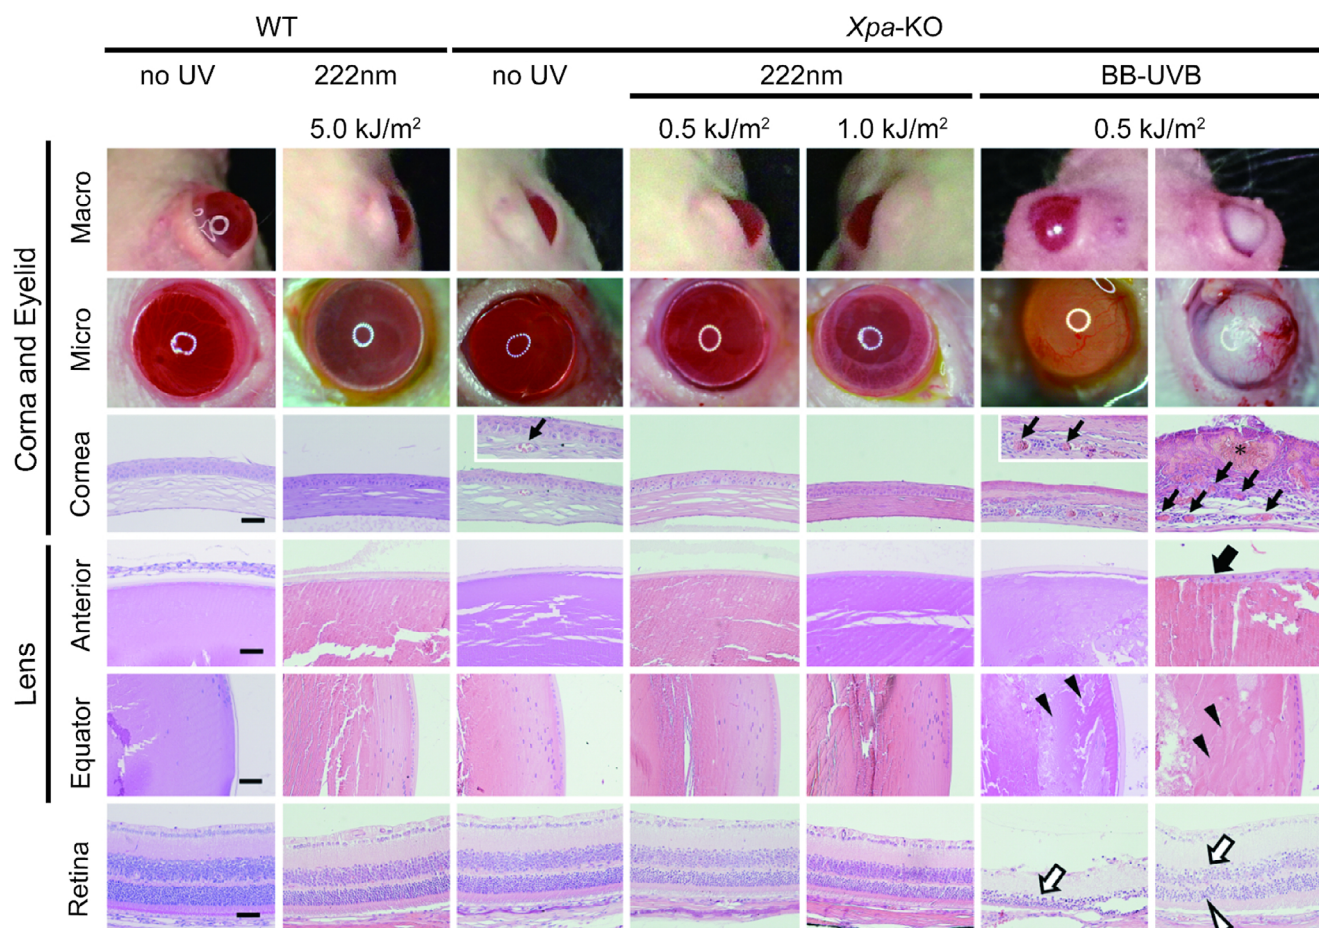 WT Xpa-KO
no UV 222nm no UV 222nm BB-UVB
5.0 kJ/m² 0.5 kJ/m² 1.0 kJ/m² 0.5 kJ/m²
Corna and Eyelid
Macro
Micro
Cornea
*
Lens
Anterior
Equator
Retina